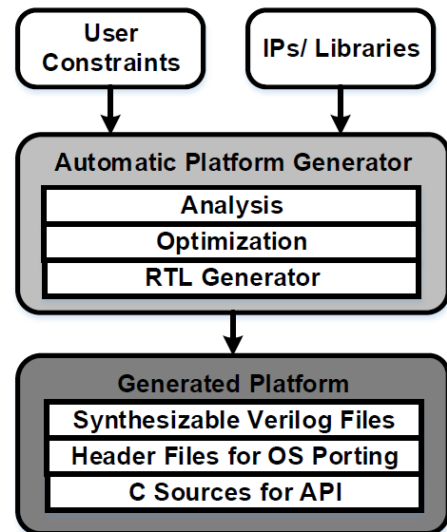 User
Constraints
IPs/ Libraries
Automatic Platform Generator
Analysis
Optimization
RTL Generator
Generated Platform
Synthesizable Verilog Files
Header Files for OS Porting
C Sources for API